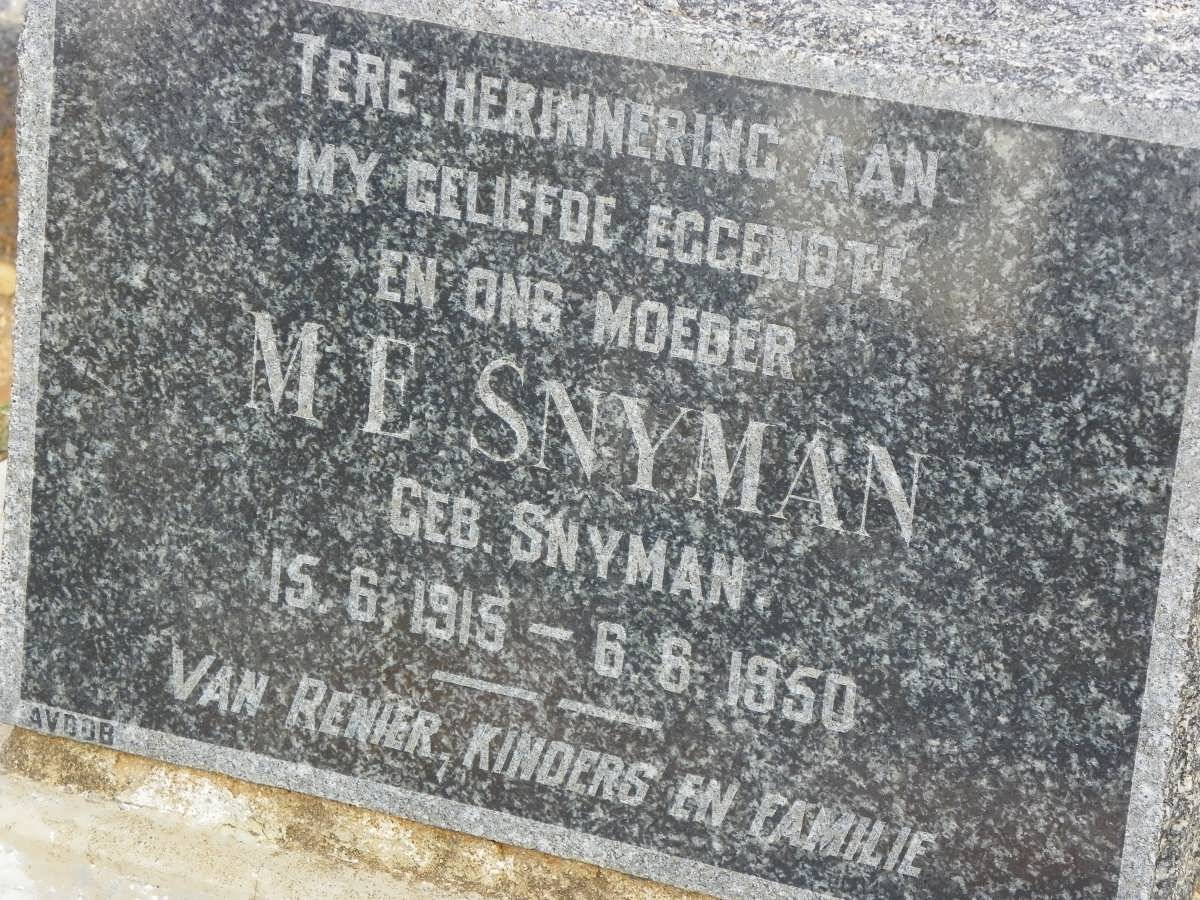 TERE HERINNERING AAN
MY GELIEFDE EGGENOTE
EN ONS MOEDER
M E SNYMAN
GEB. SNYMAN.
15.6.1915 — 6.6.1950
VAN RENIER, KINDERS EN FAMILIE
AVBOB